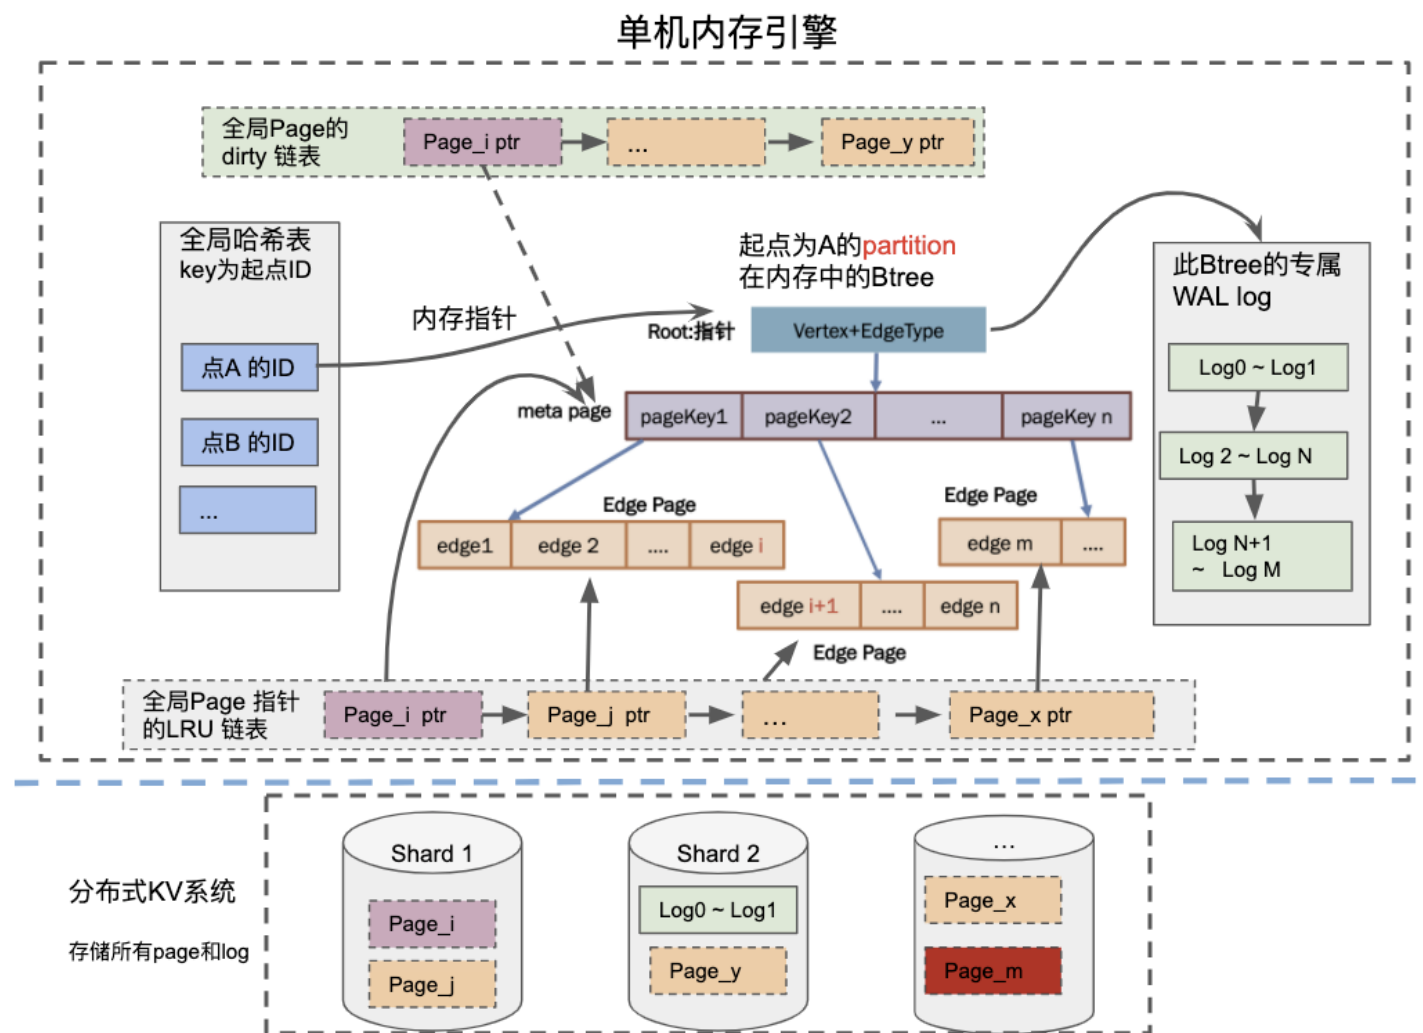 单机内存引擎
全局Page的
dirty 链表
Page_i ptr
...
Page_y ptr
全局哈希表
key为起点ID
点A 的ID
点B 的ID
...
内存指针
起点为A的partition
在内存中的Btree
Root:指针
Vertex+EdgeType
meta page
pageKey1
pageKey2
...
pageKey n
Edge Page
edge1
edge 2
....
edge i
Edge Page
edge m
....
edge i+1
....
edge n
Edge Page
此Btree的专属
WAL log
Log0 ~ Log1
Log 2 ~ Log N
Log N+1
~ Log M
全局Page 指针
的LRU 链表
Page_i ptr
Page_j ptr
...
Page_x ptr
分布式KV系统
存储所有page和log
Shard 1
Page_i
Page_j
Shard 2
Log0 ~ Log1
Page_y
...
Page_x
Page_m